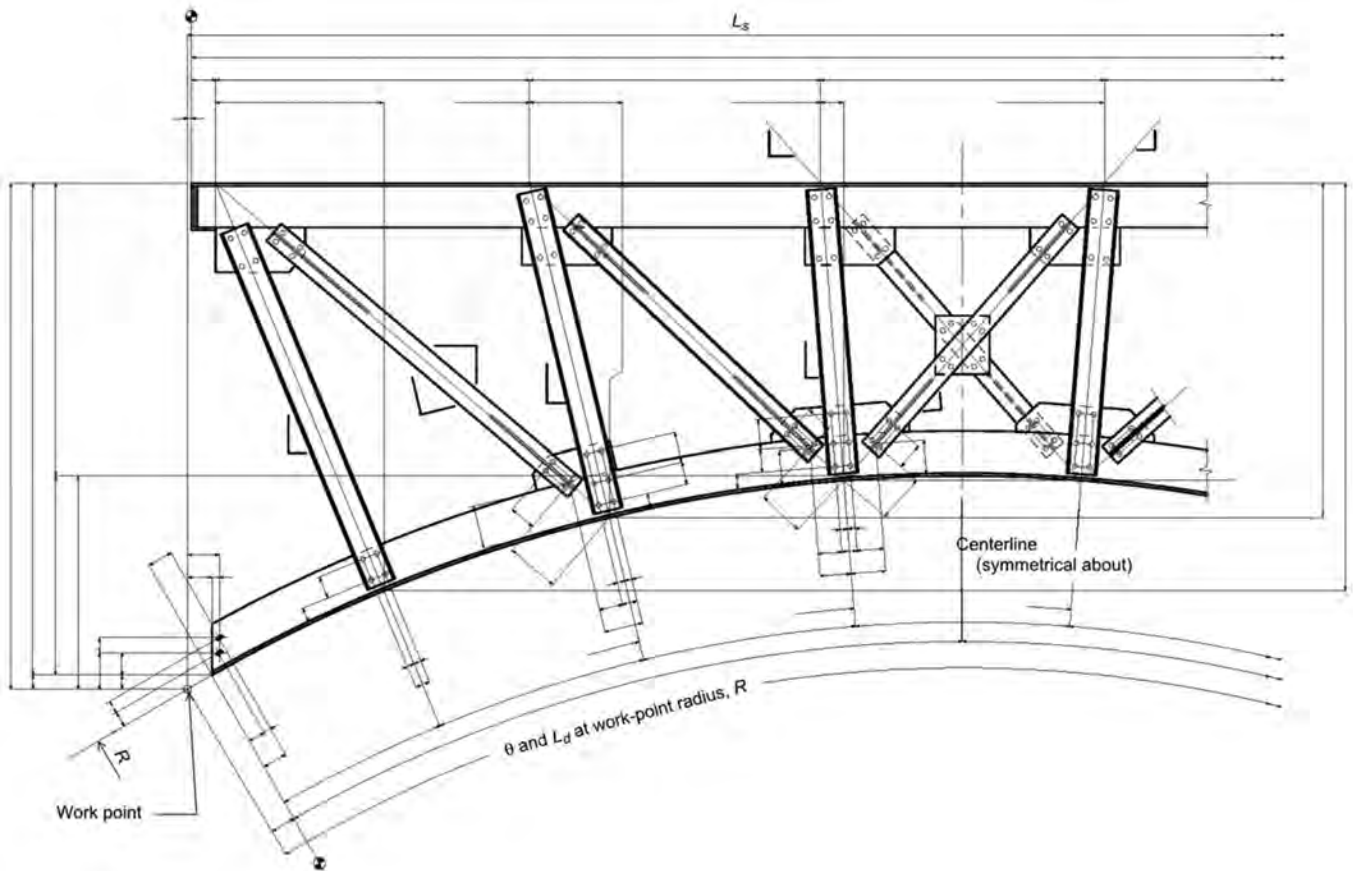 Ls
Centerline
(symmetrical about)
θ and Ld at work-point radius, R
R
Work point